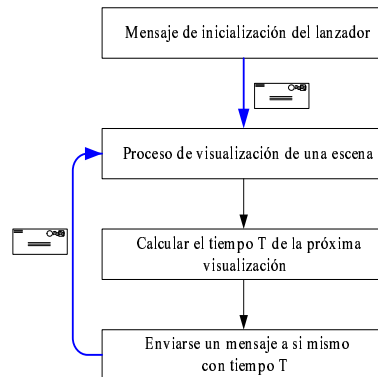 Mensaje de inicialización del lanzador
Proceso de visualización de una escena
Calcular el tiempo T de la próxima
visualización
Enviarse un mensaje a si mismo
con tiempo T